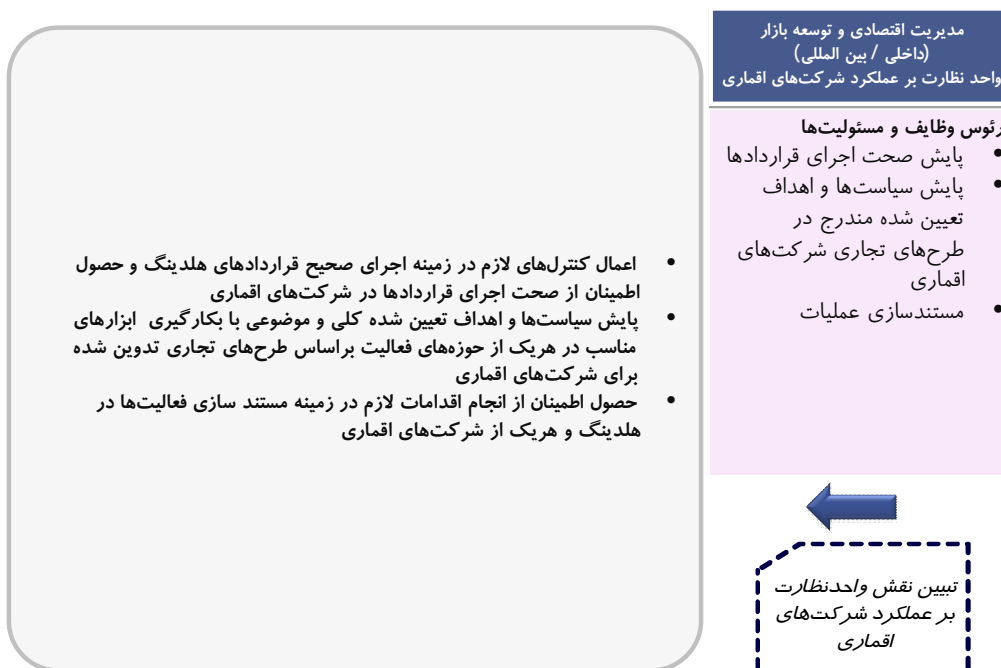 مدیریت اقتصادی و توسعه بازار
(داخلی / بین المللی)
واحد نظارت بر عملکرد شرکت‌های اقماری
رئوس وظایف و مسئولیت‌ها
• پایش صحت اجرای قراردادها
• پایش سیاست‌ها و اهداف
تعیین شده مندرج در
طرح‌های تجاری شرکت‌های
اقماری
• مستندسازی عملیات
• اعمال کنترل‌های لازم در زمینه اجرای صحیح قراردادهای هلدینگ و حصول
اطمینان از صحت اجرای قراردادها در شرکت‌های اقماری
• پایش سیاست‌ها و اهداف تعیین شده کلی و موضوعی با بکارگیری ابزارهای
مناسب در هریک از حوزه‌های فعالیت براساس طرح‌های تجاری تدوین شده
برای شرکت‌های اقماری
• حصول اطمینان از انجام اقدامات لازم در زمینه مستند سازی فعالیت‌ها در
هلدینگ و هریک از شرکت‌های اقماری
تبیین نقش واحدنظارت
بر عملکرد شرکت‌های
اقماری